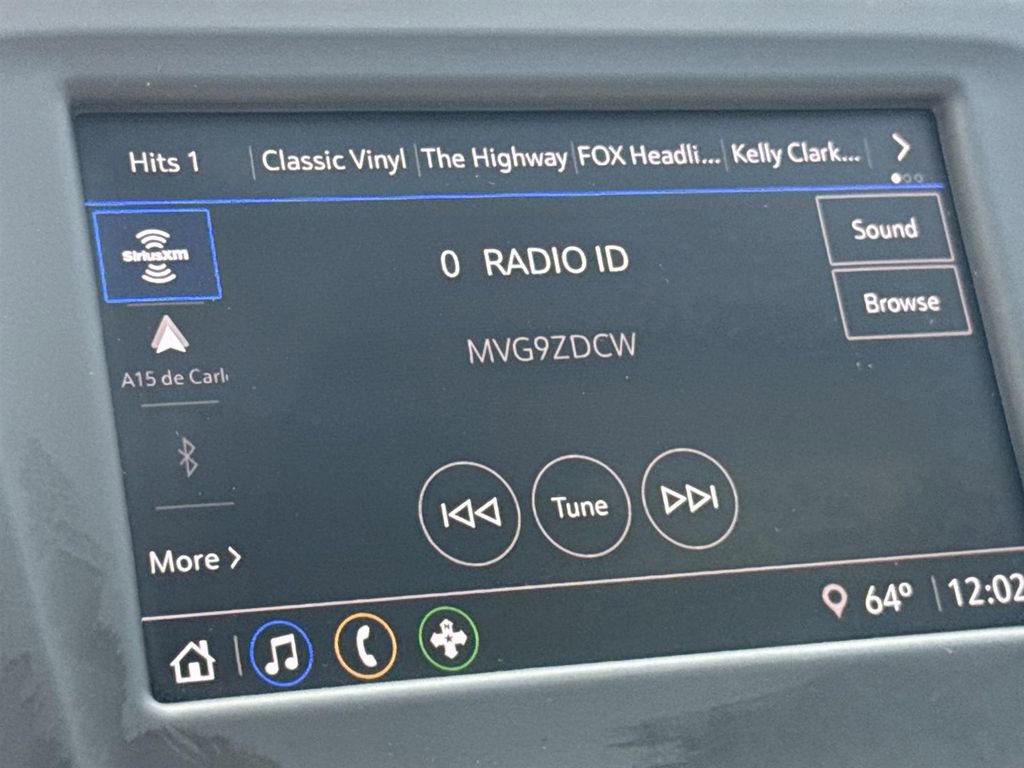 Hits 1 Classic Vinyl The Highway FOX Headli... Kelly Clark...
SiriusXM
0 RADIO ID
Sound
Browse
MVG9ZDCW
A15 de Carl
Tune
More
64º 12:02
N